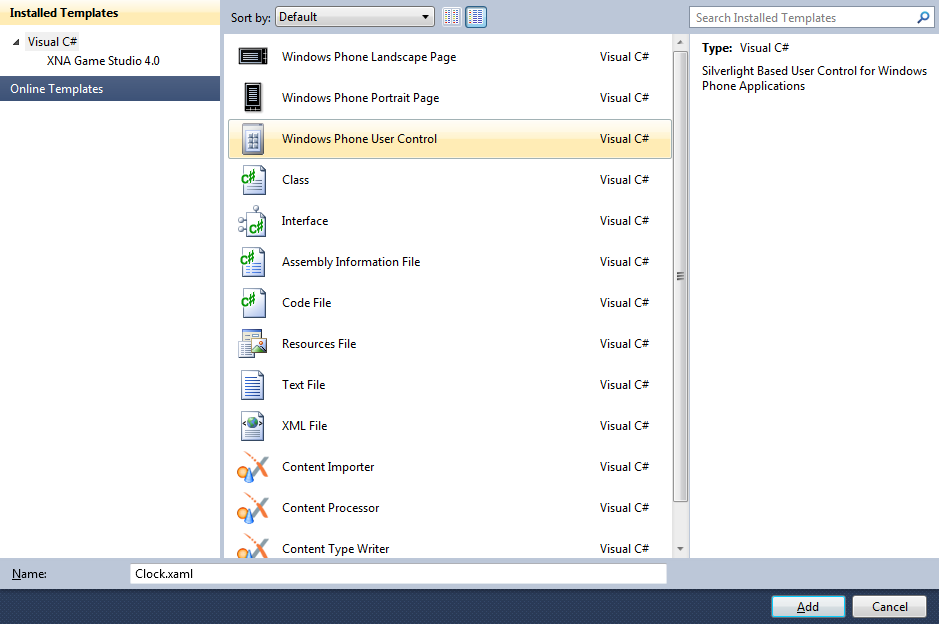 Installed Templates
Visual C#
XNA Game Studio 4.0
Online Templates
Sort by: Default
Windows Phone Landscape Page Visual C#
Windows Phone Portrait Page Visual C#
Windows Phone User Control Visual C#
Class Visual C#
Interface Visual C#
Assembly Information File Visual C#
Code File Visual C#
Resources File Visual C#
Text File Visual C#
XML File Visual C#
Content Importer Visual C#
Content Processor Visual C#
Content Type Writer Visual C#
Search Installed Templates
Type: Visual C#
Silverlight Based User Control for Windows
Phone Applications
Name: Clock.xaml
Add Cancel